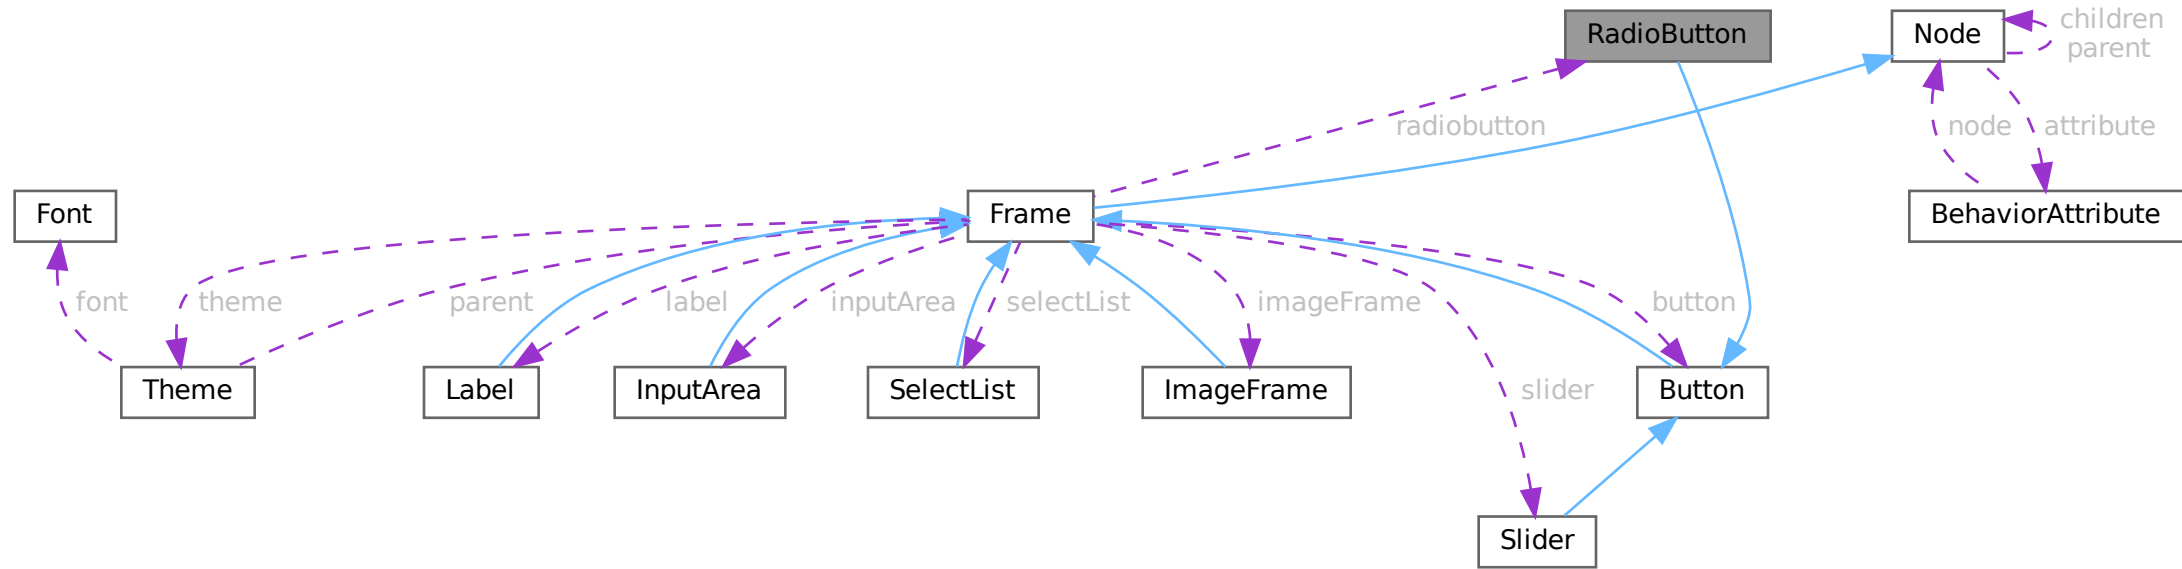 RadioButton
Node
children
parent
radiobutton
node
attribute
Font
Frame
BehaviorAttribute
font
theme
parent
label
inputArea
selectList
imageFrame
button
slider
Theme
Label
InputArea
SelectList
ImageFrame
Button
Slider